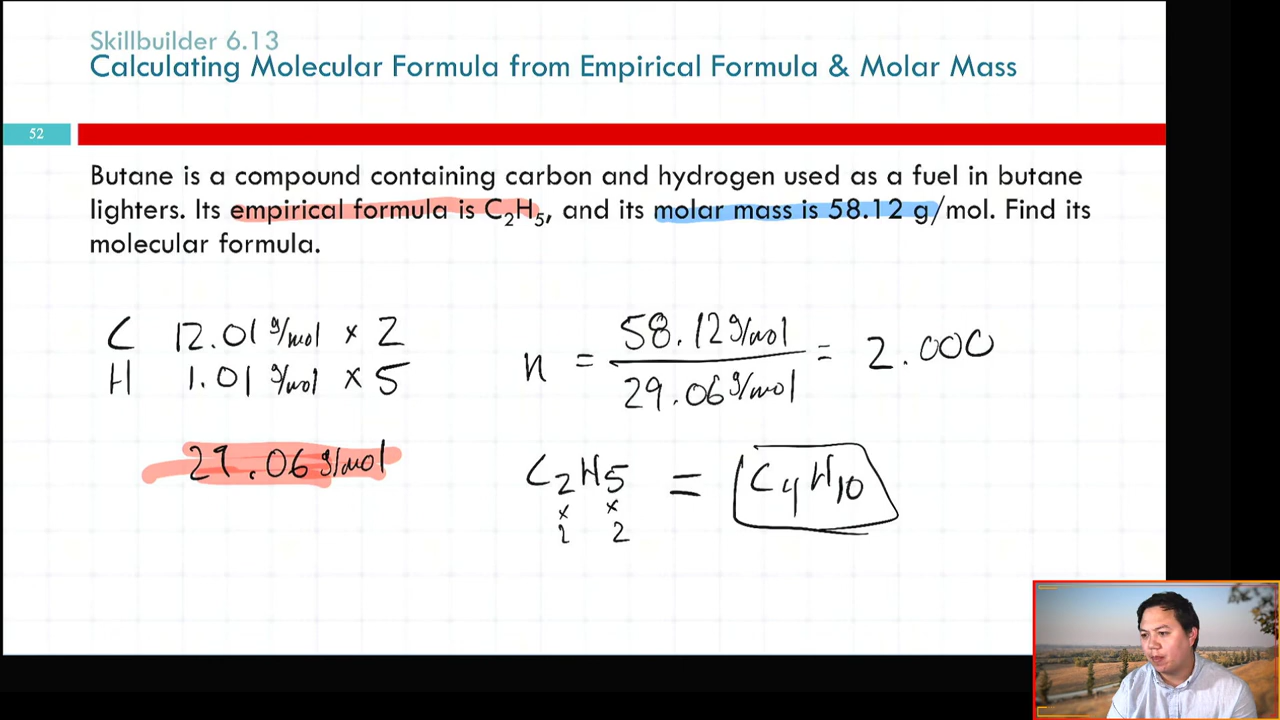 Skillbuilder 6.13
Calculating Molecular Formula from Empirical Formula & Molar Mass
52
Butane is a compound containing carbon and hydrogen used as a fuel in butane
lighters. Its empirical formula is C₂H₅, and its molar mass is 58.12 g/mol. Find its
molecular formula.
C 12.01 g/mol × 2
H 1.01 g/mol × 5
29.06 g/mol
n = 58.12 g/mol / 29.06 g/mol = 2.000
C₂H₅ = C₄H₁₀
× ×
2 2